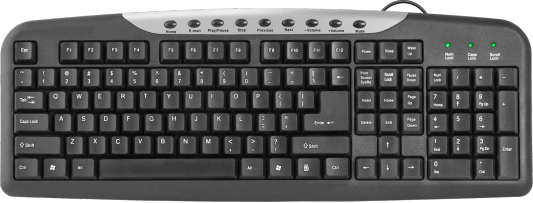 Home E-mail Play/Pause Stop Previous Next -Volume +Volume Mute
Esc F1 F2 F3 F4 F5 F6 F7 F8 F9 F10 F11 F12 Power Sleep Wake Up
Num Lock Caps Lock Scroll Lock
1 2 3 4 5 6 7 8 9 0 Print Screen SysRq Scroll Lock Pause Break Num Lock / * -
Tab Q W E R T Y U I O P Insert Home Page Up 7 Home 8 9 Pg Up +
Caps Lock A S D F G H J K L Enter Delete End Page Down 4 5 6
Shift Z X C V B N M Shift 1 End 2 3 Pg Dn Enter
Ctrl Alt Alt Ctrl 0 Ins . Del